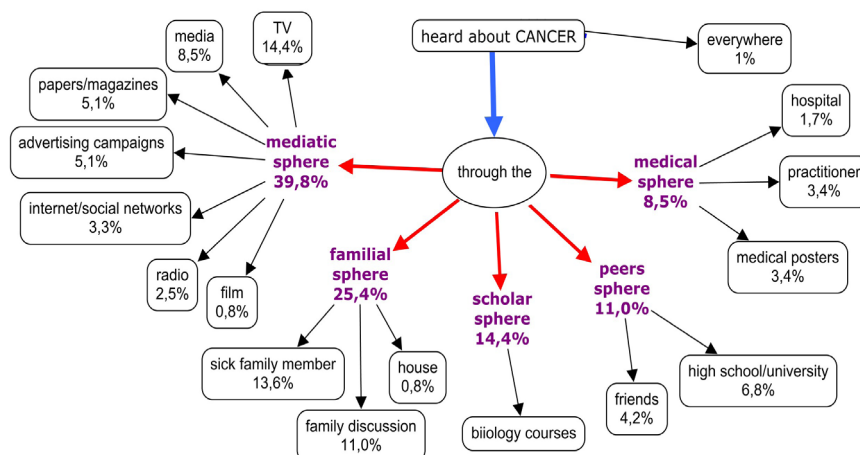 heard about CANCER
everywhere
1%
through the
mediatic
sphere
39,8%
TV
14,4%
media
8,5%
papers/magazines
5,1%
advertising campaigns
5,1%
internet/social networks
3,3%
radio
2,5%
film
0,8%
familial
sphere
25,4%
sick family member
13,6%
family discussion
11,0%
house
0,8%
scholar
sphere
14,4%
biiology courses
peers
sphere
11,0%
friends
4,2%
high school/university
6,8%
medical
sphere
8,5%
hospital
1,7%
practitioner
3,4%
medical posters
3,4%